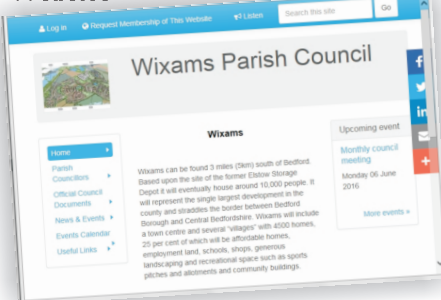 Log in
Request Membership of This Website
Listen
Search this site
Go
Wixams Parish Council
Home
Parish
Councillors
Official Council
Documents
News & Events
Events Calendar
Useful Links
Wixams
Wixams can be found 3 miles (5km) south of Bedford.
Based upon the site of the former Elstow Storage
Depot it will eventually house around 10,000 people. It
will represent the single largest development in the
county and straddles the border between Bedford
Borough and Central Bedfordshire. Wixams will include
a town centre and several "villages" with 4500 homes,
25 per cent of which will be affordable homes,
employment land, schools, shops, generous
landscaping and recreational space such as sports
pitches and allotments and community buildings.
Upcoming event
Monthly council
meeting
Monday 06 June
2016
More events »
f
in
+